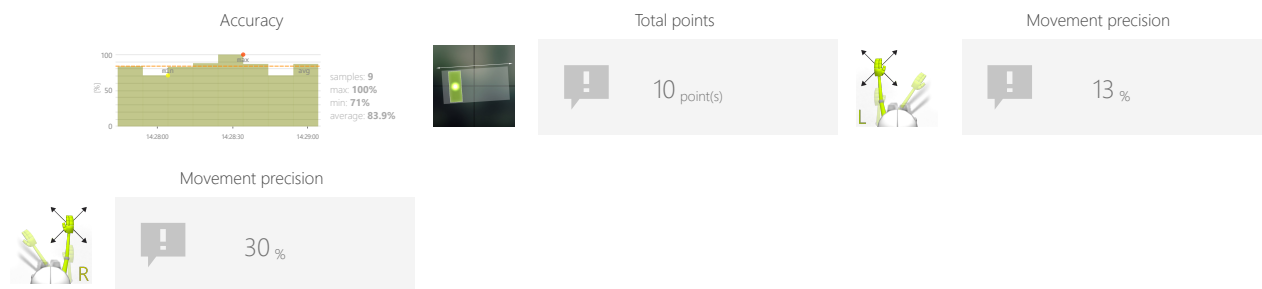 Accuracy
100
50
0
[%]
min
max
avg
14:28:00
14:28:30
14:29:00
samples: 9
max: 100%
min: 71%
average: 83.9%
Total points
10 point(s)
Movement precision
L
13 %
Movement precision
R
30 %